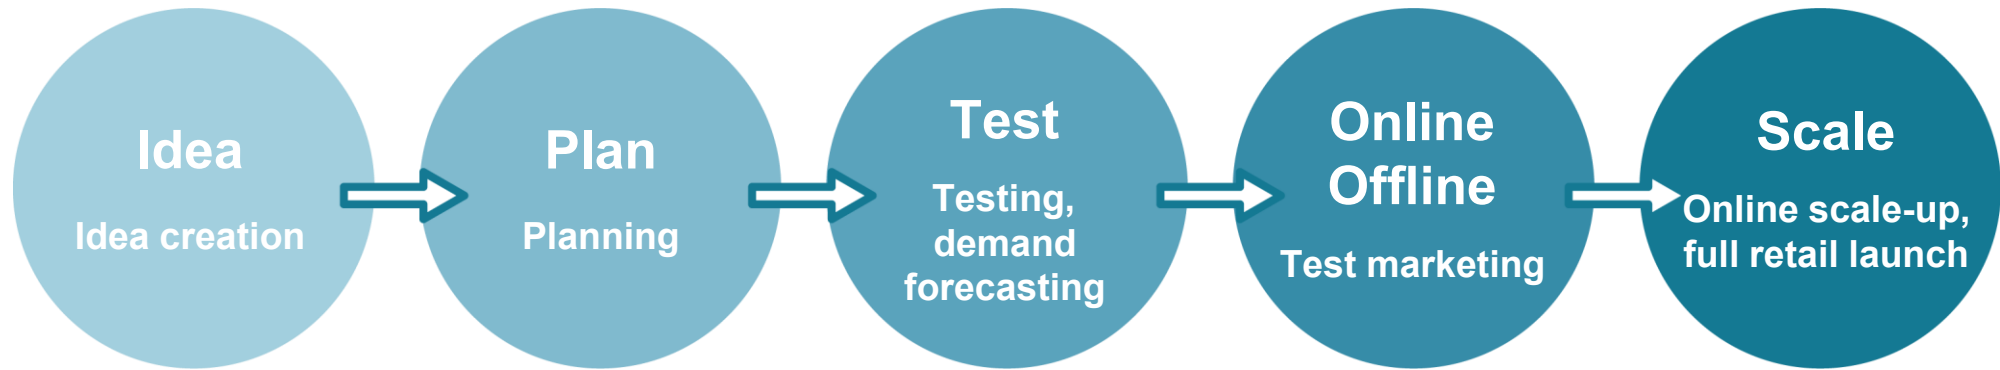 Idea
Idea creation
Plan
Planning
Test
Testing,
demand
forecasting
Online
Offline
Test marketing
Scale
Online scale-up,
full retail launch